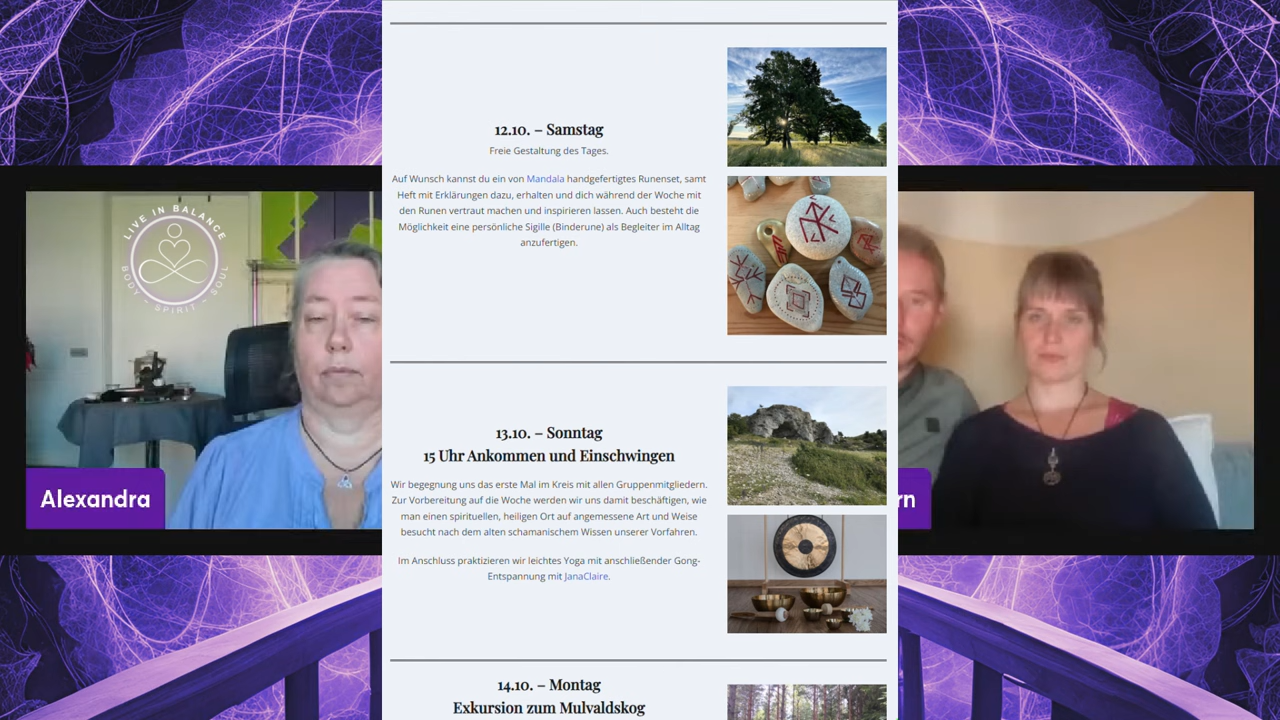 LIVE IN BALANCE
BODY - SPIRIT - SOUL
Alexandra
12.10. – Samstag
Freie Gestaltung des Tages.
Auf Wunsch kannst du ein von Mandala handgefertigtes Runenset, samt
Heft mit Erklärungen dazu, erhalten und dich während der Woche mit
den Runen vertraut machen und inspirieren lassen. Auch besteht die
Möglichkeit eine persönliche Sigille (Binderune) als Begleiter im Alltag
anzufertigen.
13.10. – Sonntag
15 Uhr Ankommen und Einschwingen
Wir begegnung uns das erste Mal im Kreis mit allen Gruppenmitgliedern.
Zur Vorbereitung auf die Woche werden wir uns damit beschäftigen, wie
man einen spirituellen, heiligen Ort auf angemessene Art und Weise
besucht nach dem alten schamanischem Wissen unserer Vorfahren.
Im Anschluss praktizieren wir leichtes Yoga mit anschließender Gong-
Entspannung mit JanaClaire.
14.10. – Montag
Exkursion zum Mulvaldskog
rn